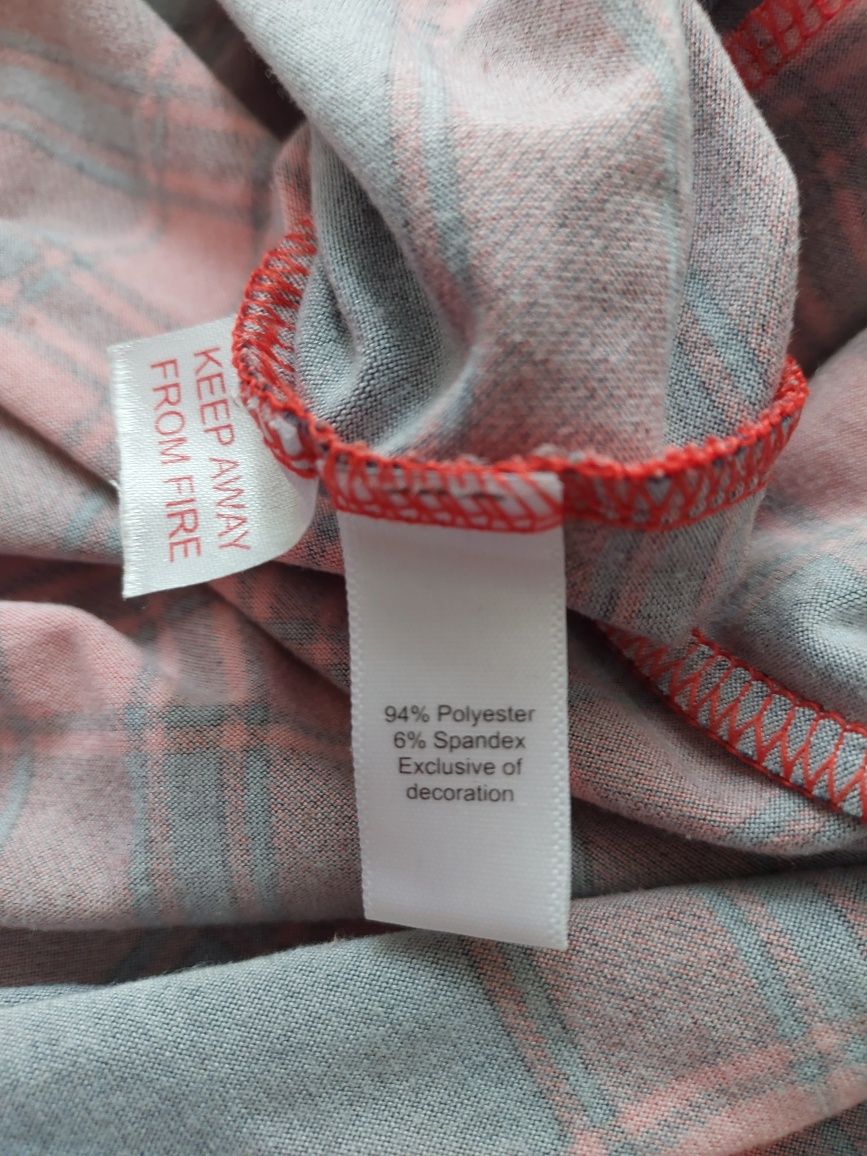 KEEP AWAY
FROM FIRE
94% Polyester
6% Spandex
Exclusive of
decoration